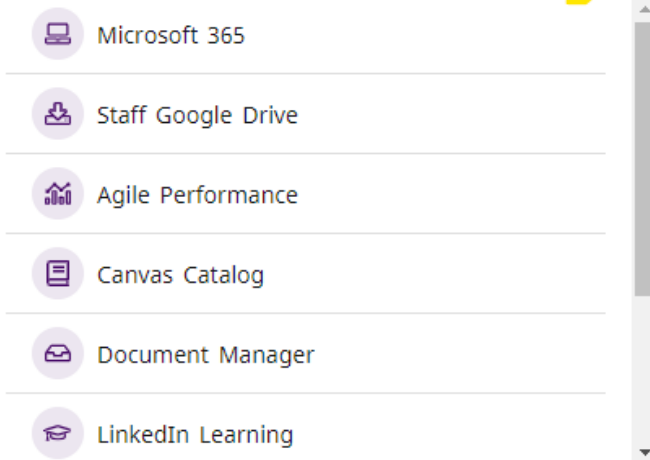 Microsoft 365
Staff Google Drive
Agile Performance
Canvas Catalog
Document Manager
LinkedIn Learning